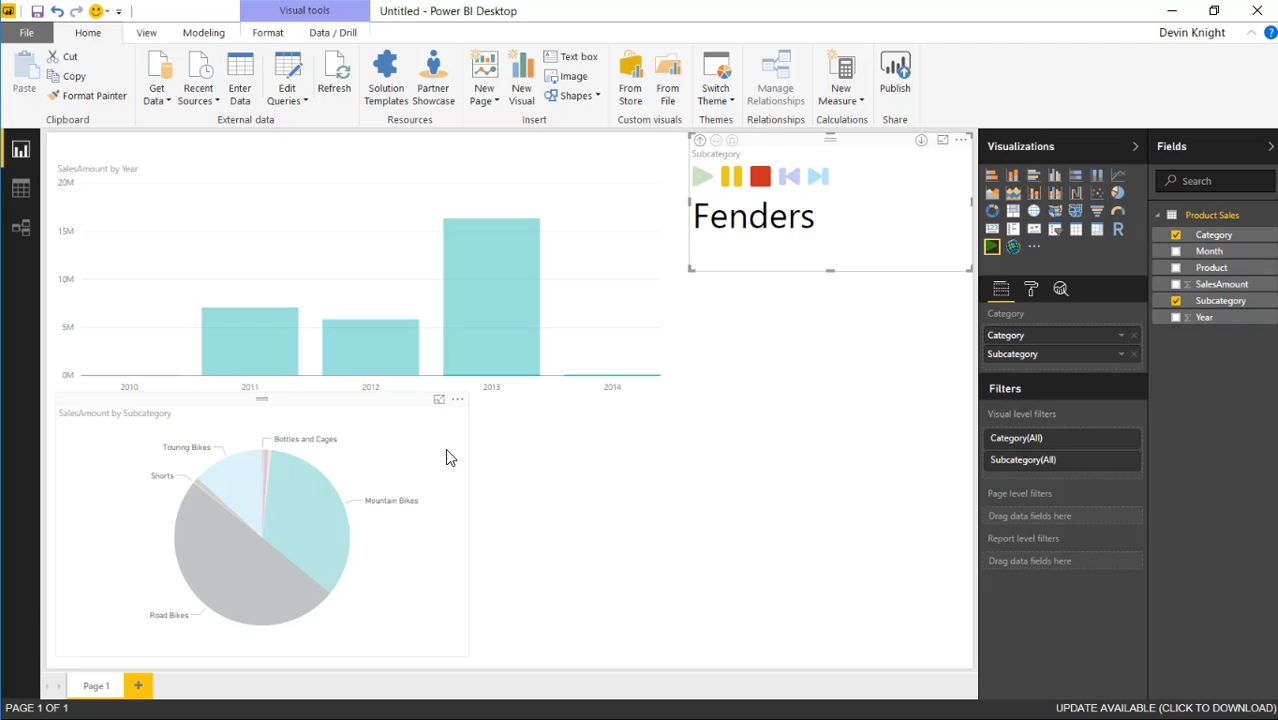 Visual tools
Untitled - Power BI Desktop
File
Home
View
Modeling
Format
Data / Drill
Devin Knight
Paste
Cut
Copy
Format Painter
Clipboard
Get Data
Recent Sources
Enter Data
Edit Queries
Refresh
External data
Solution Templates
Partner Showcase
Resources
New Page
New Visual
Text box
Image
Shapes
Insert
From Store
From File
Custom visuals
Switch Theme
Themes
Manage Relationships
Relationships
New Measure
Calculations
Publish
Share
SalesAmount by Year
20M
15M
10M
5M
0M
2010
2011
2012
2013
2014
Subcategory
Fenders
SalesAmount by Subcategory
Bottles and Cages
Touring Bikes
Shorts
Mountain Bikes
Road Bikes
Visualizations
R
Category
Category
Subcategory
Filters
Visual level filters
Category(All)
Subcategory(All)
Page level filters
Drag data fields here
Report level filters
Drag data fields here
Fields
Search
Product Sales
Category
Month
Product
Σ SalesAmount
Subcategory
Σ Year
Page 1
PAGE 1 OF 1
UPDATE AVAILABLE (CLICK TO DOWNLOAD)